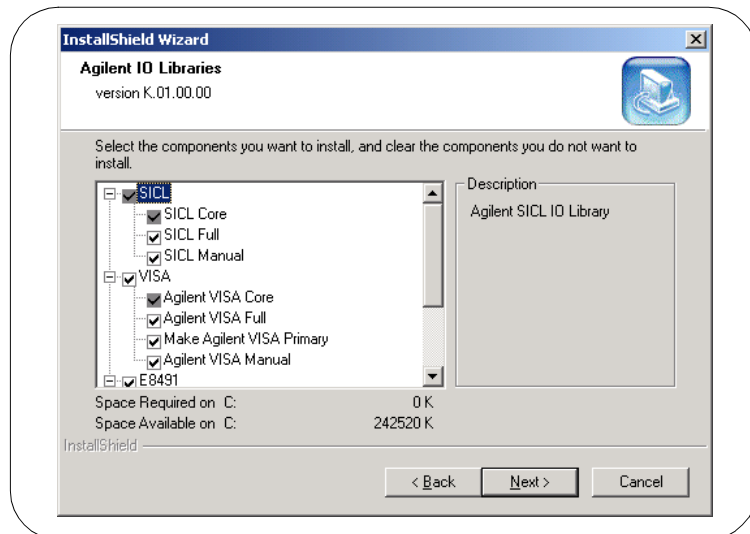 InstallShield Wizard
Agilent IO Libraries
version K.01.00.00
Select the components you want to install, and clear the components you do not want to
install.
SICL
SICL Core
SICL Full
SICL Manual
VISA
Agilent VISA Core
Agilent VISA Full
Make Agilent VISA Primary
Agilent VISA Manual
E8491
Description
Agilent SICL IO Library
Space Required on C: 0 K
Space Available on C: 242520 K
InstallShield
< Back Next > Cancel